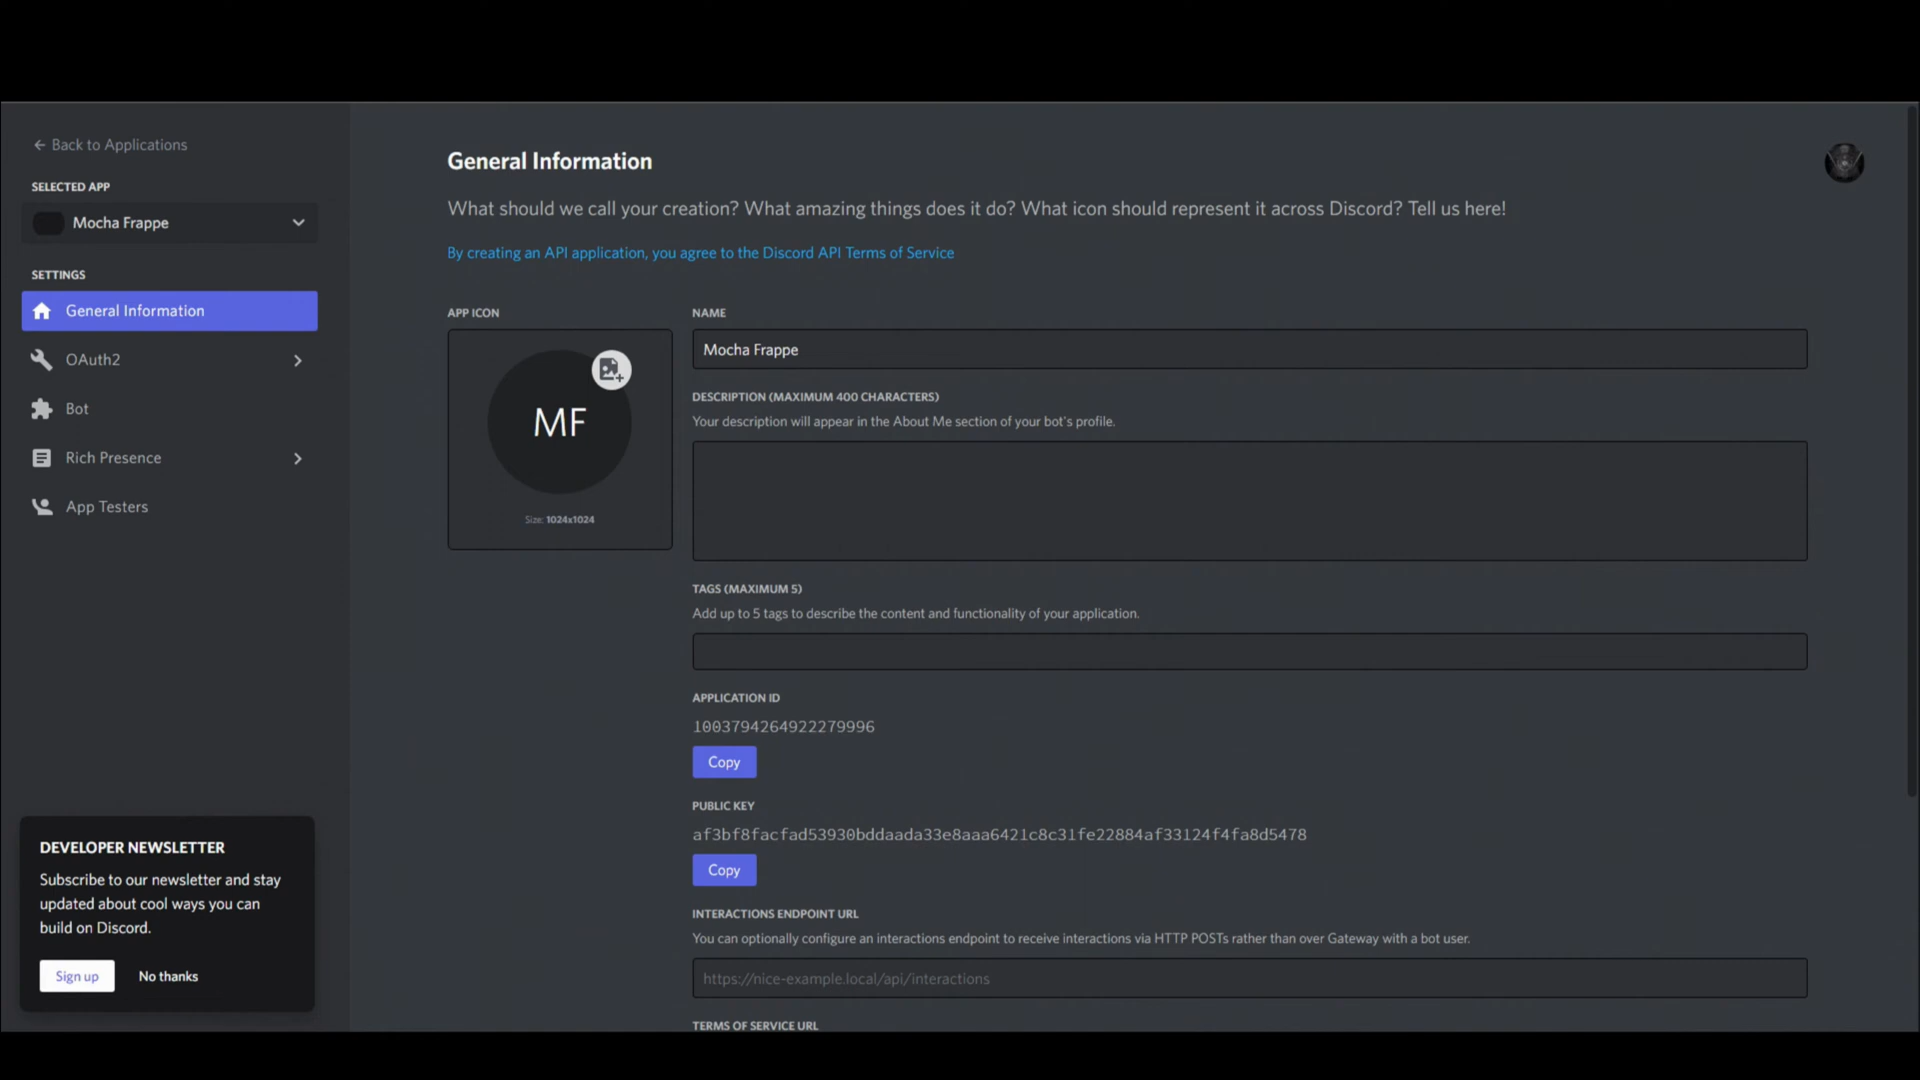 Back to Applications
SELECTED APP
Mocha Frappe
SETTINGS
General Information
OAuth2
Bot
Rich Presence
App Testers
DEVELOPER NEWSLETTER
Subscribe to our newsletter and stay
updated about cool ways you can
build on Discord.
Sign up
No thanks
General Information
What should we call your creation? What amazing things does it do? What icon should represent it across Discord? Tell us here!
By creating an API application, you agree to the Discord API Terms of Service
APP ICON
MF
Size: 1024x1024
NAME
Mocha Frappe
DESCRIPTION (MAXIMUM 400 CHARACTERS)
Your description will appear in the About Me section of your bot's profile.
TAGS (MAXIMUM 5)
Add up to 5 tags to describe the content and functionality of your application.
APPLICATION ID
1003794264922279996
Copy
PUBLIC KEY
af3bf8facfad53930bddaada33e8aaa6421c8c31fe22884af33124f4fa8d5478
Copy
INTERACTIONS ENDPOINT URL
You can optionally configure an interactions endpoint to receive interactions via HTTP POSTs rather than over Gateway with a bot user.
https://nice-example.local/api/interactions
TERMS OF SERVICE URL